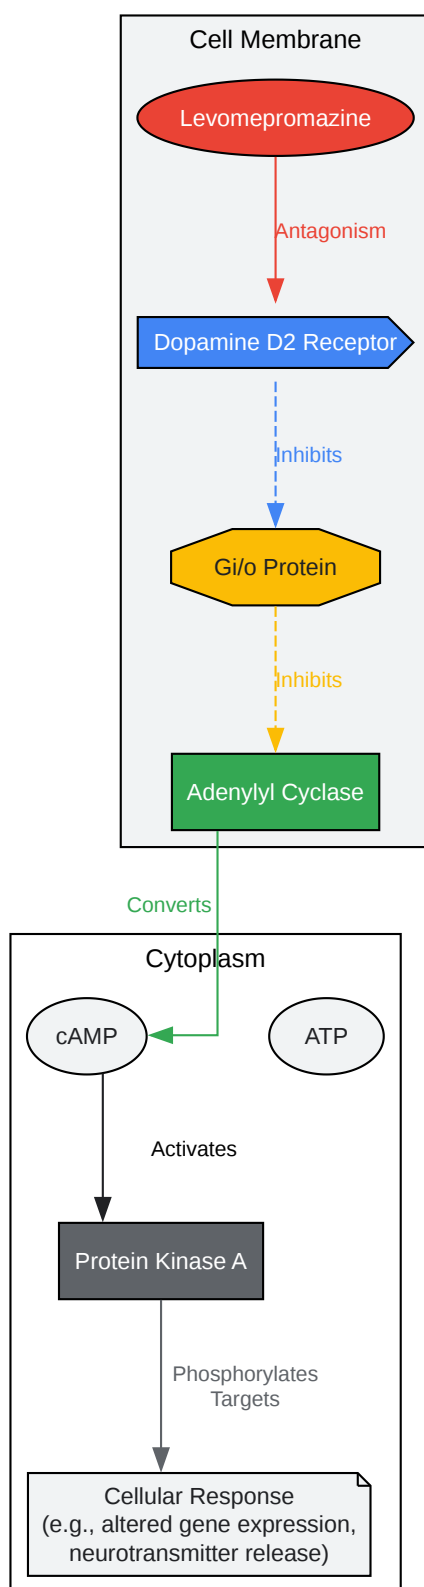 Cell Membrane
Levomepromazine
Antagonism
Dopamine D2 Receptor
Inhibits
Gi/o Protein
Inhibits
Adenylyl Cyclase
Converts
Cytoplasm
cAMP
ATP
Activates
Protein Kinase A
Phosphorylates
Targets
Cellular Response
(e.g., altered gene expression,
neurotransmitter release)